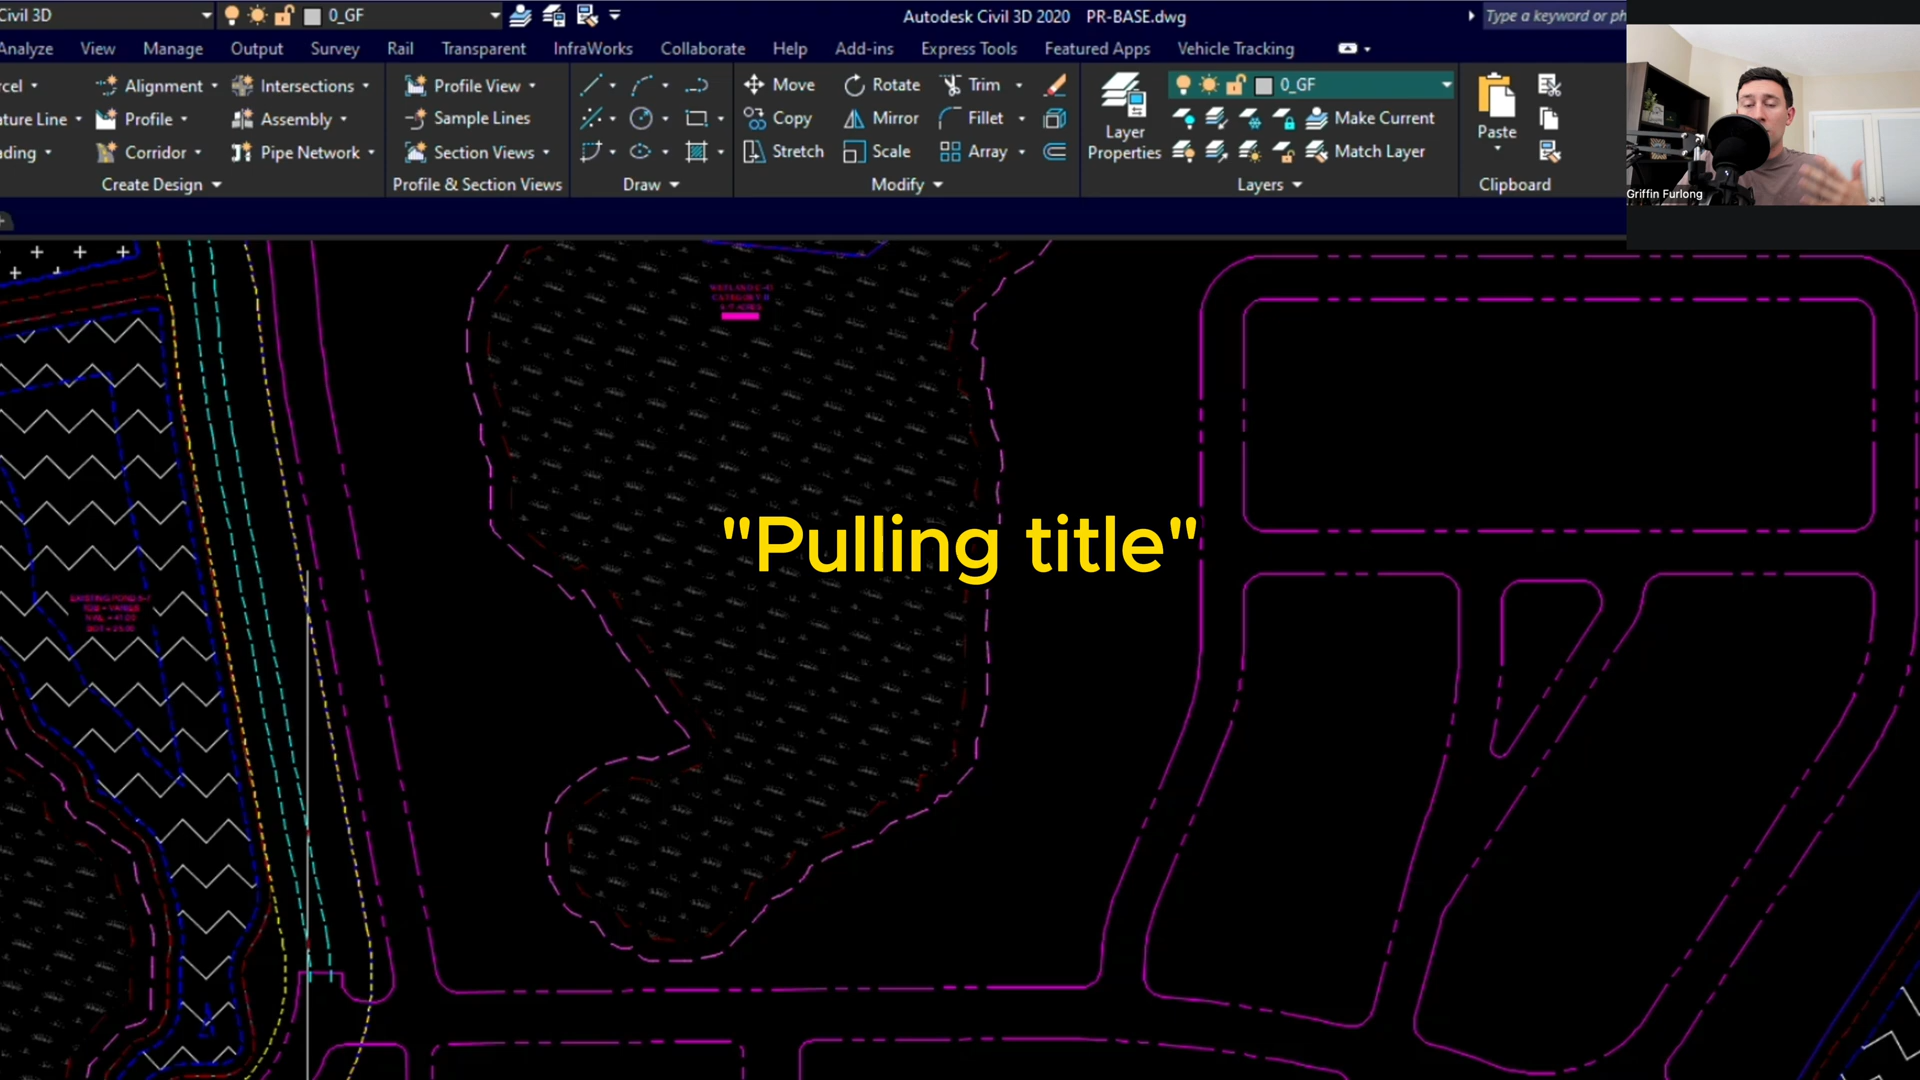 Civil 3D
0_GF
Autodesk Civil 3D 2020 PR-BASE.dwg
Type a keyword or ph
Analyze View Manage Output Survey Rail Transparent InfraWorks Collaborate Help Add-ins Express Tools Featured Apps Vehicle Tracking
rcel Alignment Intersections Profile View Move Rotate Trim 0_GF
ature Line Profile Assembly Sample Lines Copy Mirror Fillet Make Current
ading Corridor Pipe Network Section Views Stretch Scale Array Match Layer
Layer Properties
Paste
Create Design Profile & Section Views Draw Modify Layers Clipboard
Griffin Furlong
"Pulling title"
EXISTING POND